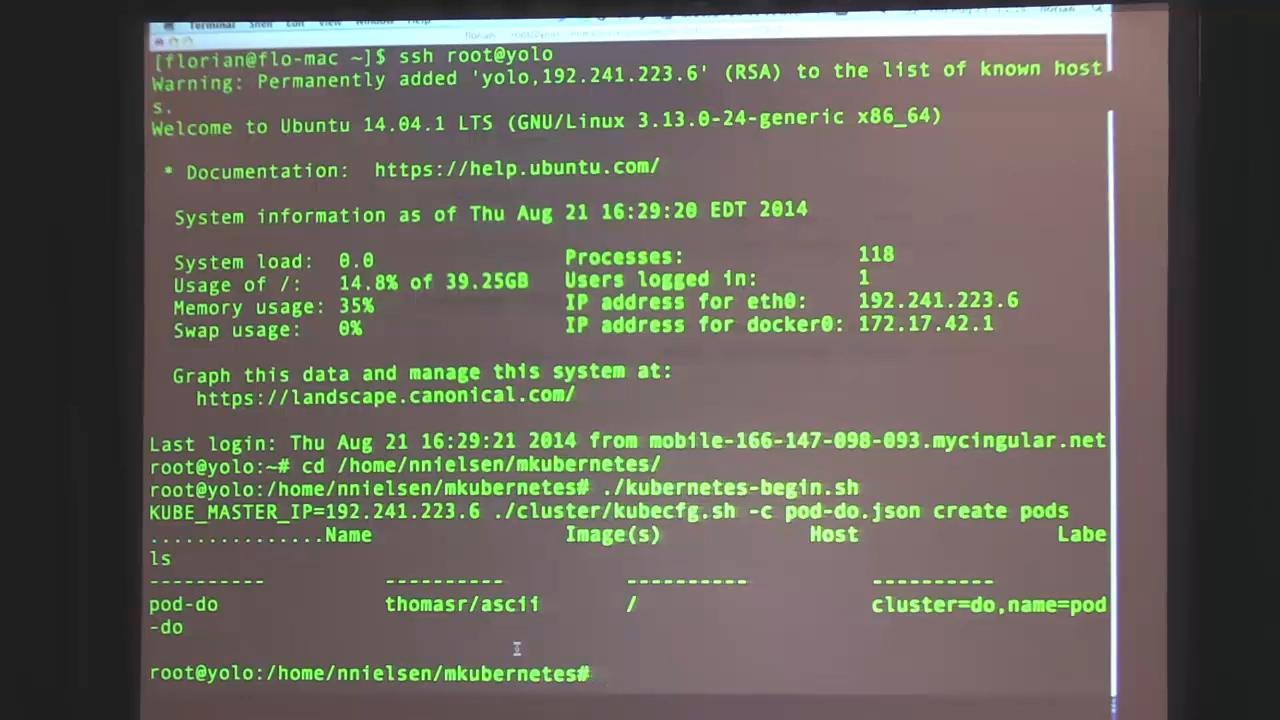 Terminal Shell Edit View Window Help
[florian@flo-mac ~]$ ssh root@yolo
Warning: Permanently added 'yolo,192.241.223.6' (RSA) to the list of known host
s.
Welcome to Ubuntu 14.04.1 LTS (GNU/Linux 3.13.0-24-generic x86_64)
* Documentation: https://help.ubuntu.com/
System information as of Thu Aug 21 16:29:20 EDT 2014
System load: 0.0 Processes: 118
Usage of /: 14.8% of 39.25GB Users logged in: 1
Memory usage: 35% IP address for eth0: 192.241.223.6
Swap usage: 0% IP address for docker0: 172.17.42.1
Graph this data and manage this system at:
https://landscape.canonical.com/
Last login: Thu Aug 21 16:29:21 2014 from mobile-166-147-098-093.mycingular.net
root@yolo:~# cd /home/nnielsen/mkubernetes/
root@yolo:/home/nnielsen/mkubernetes# ./kubernetes-begin.sh
KUBE_MASTER_IP=192.241.223.6 ./cluster/kubecfg.sh -c pod-do.json create pods
...............Name Image(s) Host Labe
ls
---------- ---------- ---------- ----------
pod-do thomasr/ascii / cluster=do,name=pod
-do
root@yolo:/home/nnielsen/mkubernetes#